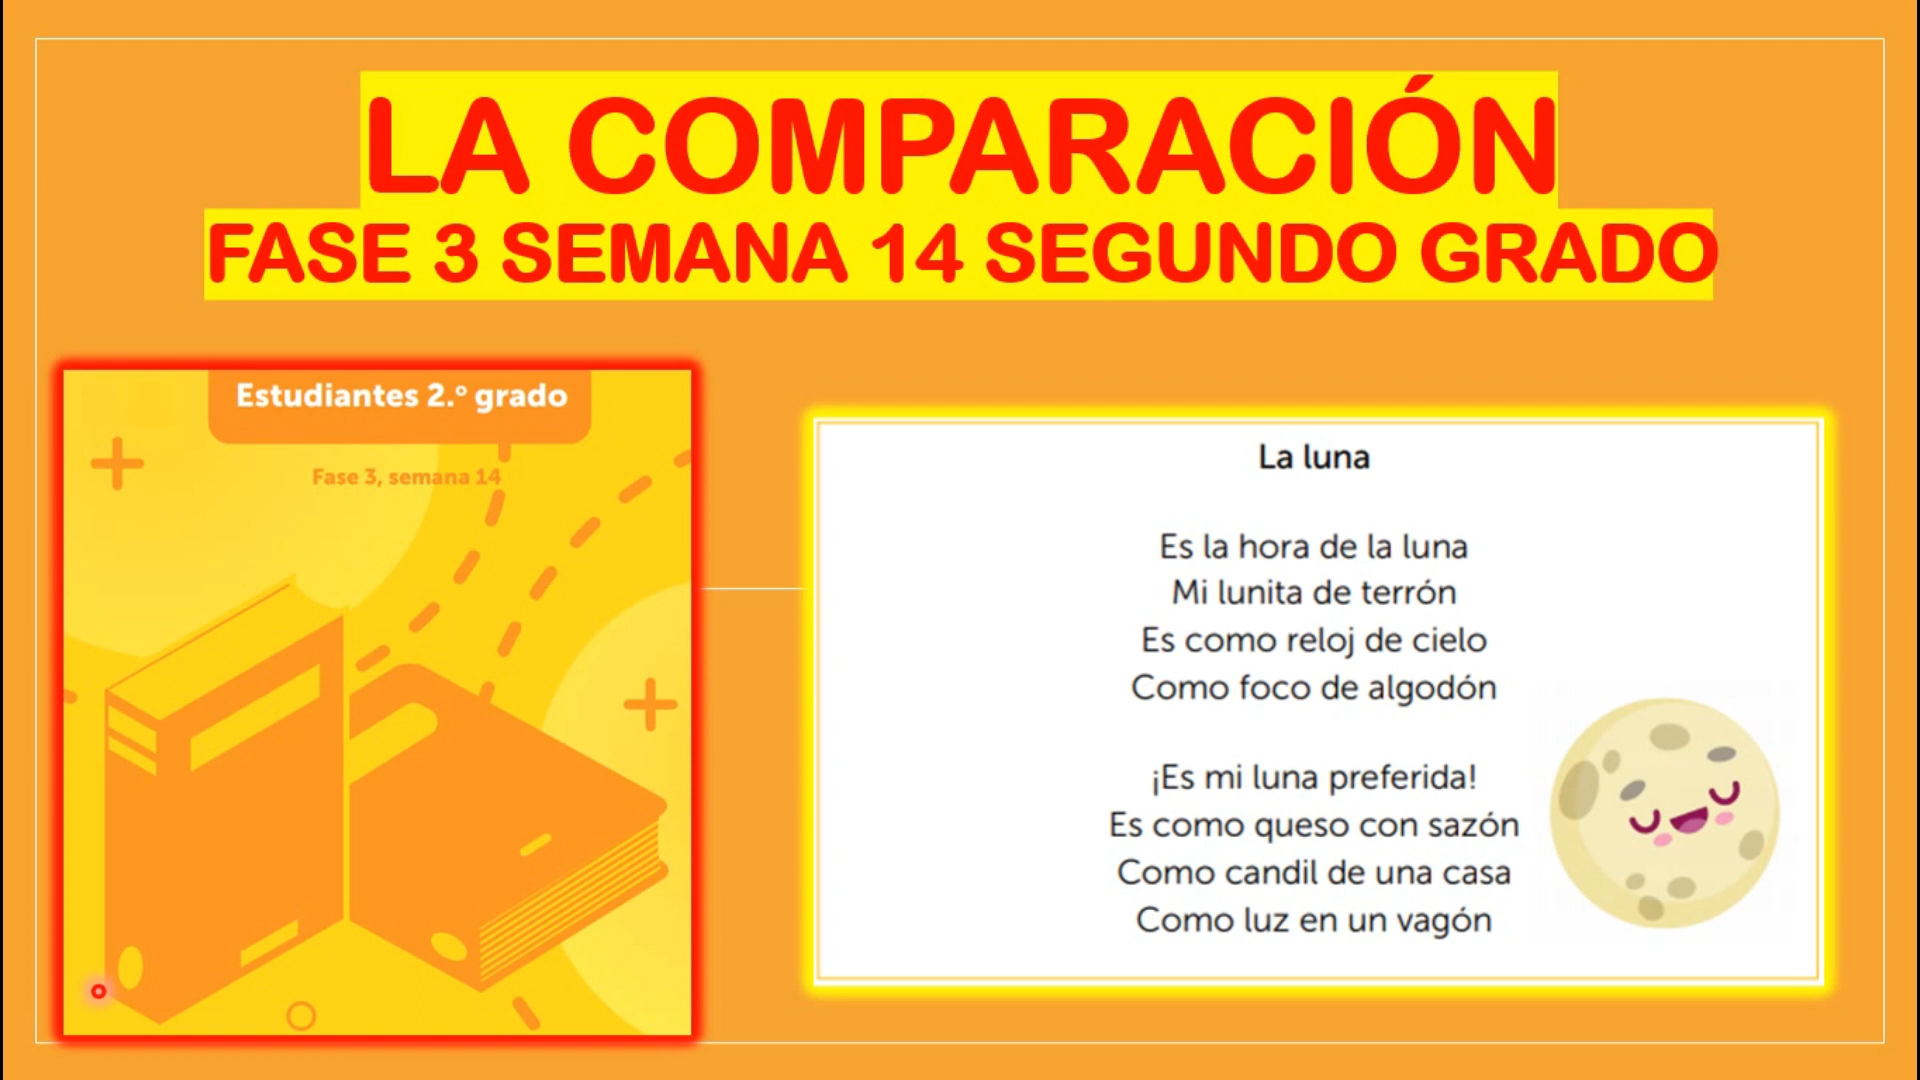 LA COMPARACIÓN
FASE 3 SEMANA 14 SEGUNDO GRADO
Estudiantes 2.º grado
Fase 3, semana 14
La luna
Es la hora de la luna
Mi lunita de terrón
Es como reloj de cielo
Como foco de algodón
¡Es mi luna preferida!
Es como queso con sazón
Como candil de una casa
Como luz en un vagón